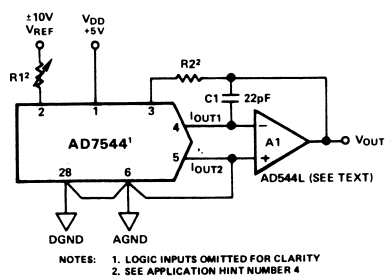 ±10V
VREF
VDD
+5V
R1²
R2²
C1
22pF
2
1
3
AD7544¹
4
IOUT1
5
IOUT2
28
6
−
+
A1
VOUT
AD544L (SEE TEXT)
DGND
AGND
NOTES: 1. LOGIC INPUTS OMITTED FOR CLARITY
2. SEE APPLICATION HINT NUMBER 4